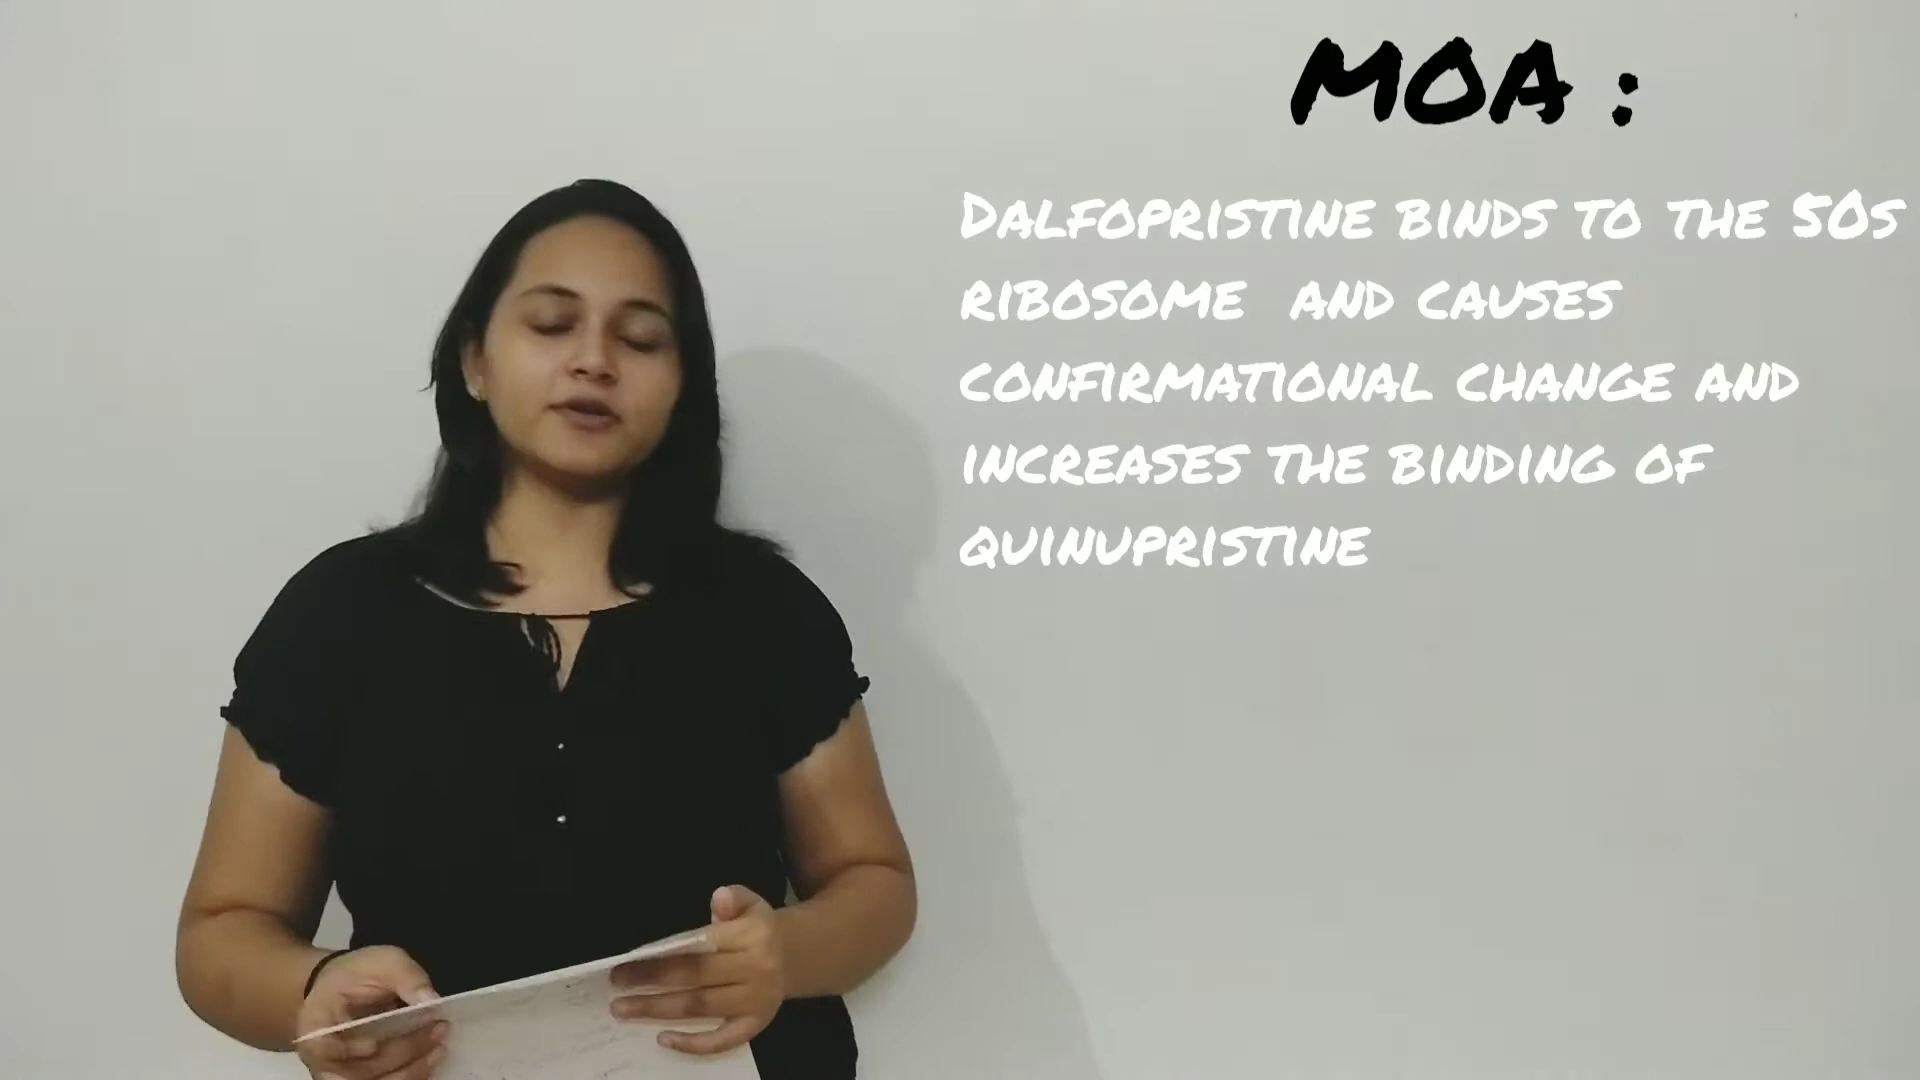 MOA :
DALFOPRISTINE BINDS TO THE 50S
RIBOSOME AND CAUSES
CONFIRMATIONAL CHANGE AND
INCREASES THE BINDING OF
QUINUPRISTINE